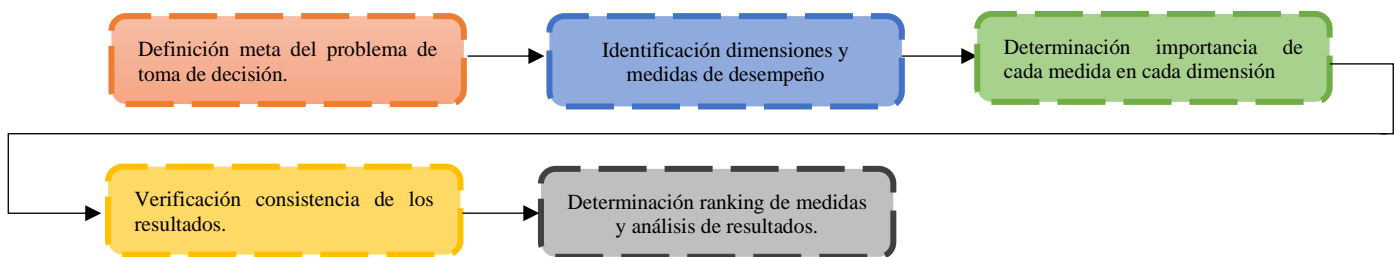 Definición meta del problema de
toma de decisión.
Identificación dimensiones y
medidas de desempeño
Determinación importancia de
cada medida en cada dimensión
Verificación consistencia de los
resultados.
Determinación ranking de medidas
y análisis de resultados.